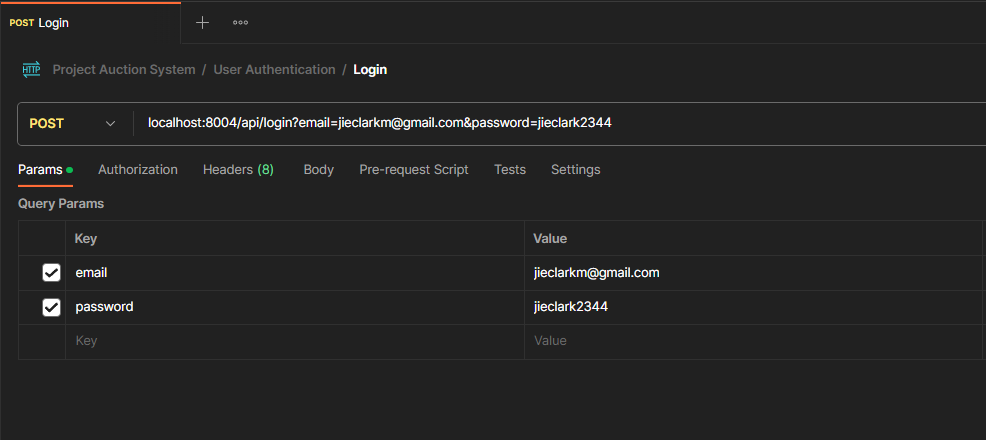 POST Login
HTTP Project Auction System / User Authentication / Login
POST localhost:8004/api/login?email=jieclarkm@gmail.com&password=jieclark2344
Params Authorization Headers (8) Body Pre-request Script Tests Settings
Query Params
Key Value
email jieclarkm@gmail.com
password jieclark2344
Key Value